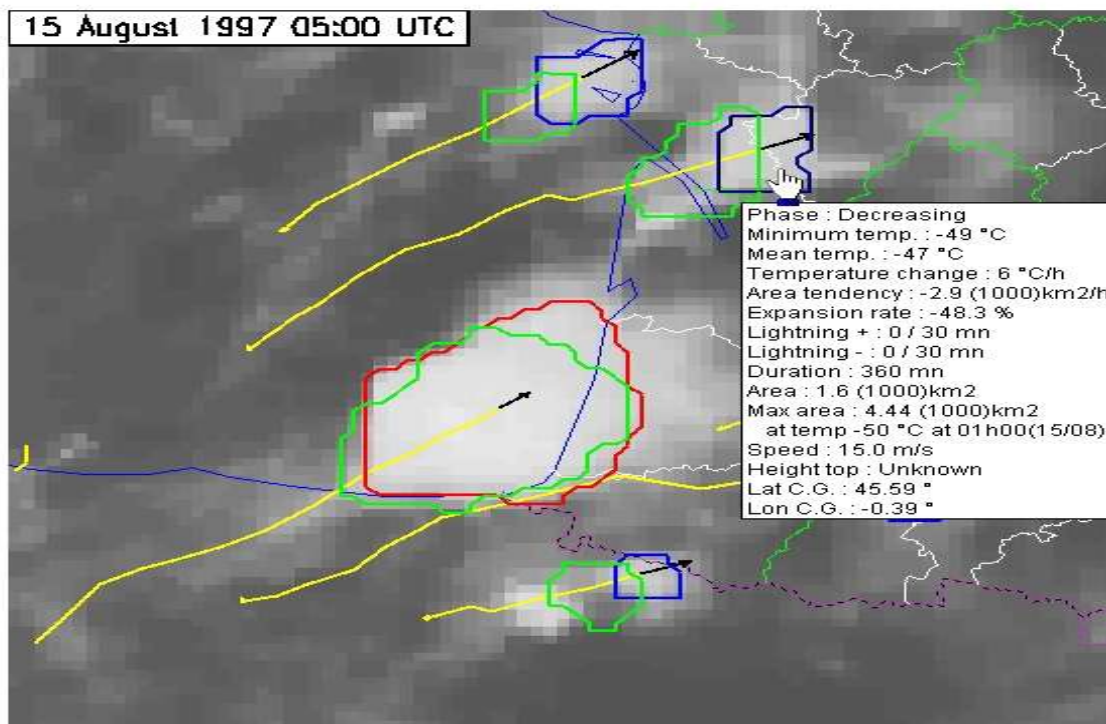 15 August 1997 05:00 UTC
Phase : Decreasing
Minimum temp. : -49 °C
Mean temp. : -47 °C
Temperature change : 6 °C/h
Area tendency : -2.9 (1000)km2/h
Expansion rate : -48.3 %
Lightning + : 0 / 30 mn
Lightning - : 0 / 30 mn
Duration : 360 mn
Area : 1.6 (1000)km2
Max area : 4.44 (1000)km2
at temp -50 °C at 01h00(15/08)
Speed : 15.0 m/s
Height top : Unknown
Lat C.G. : 45.59 °
Lon C.G. : -0.39 °